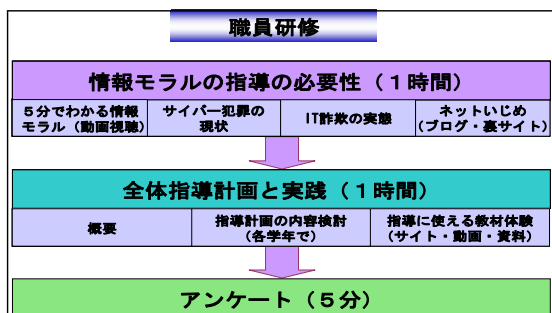 職員研修
情報モラルの指導の必要性（１時間）
５分でわかる情報
モラル（動画視聴）
サイバー犯罪の
現状
IT詐欺の実態
ネットいじめ
（ブログ・裏サイト）
全体指導計画と実践（１時間）
概要
指導計画の内容検討
（各学年で）
指導に使える教材体験
（サイト・動画・資料）
アンケート（５分）